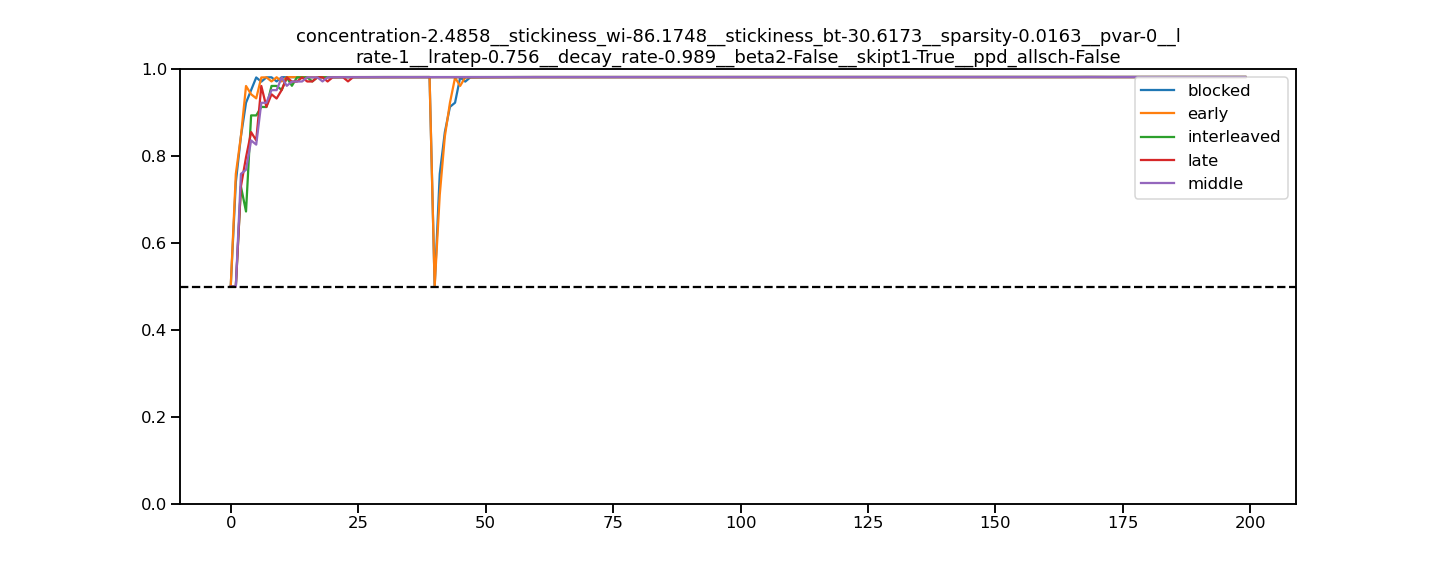 concentration-2.4858__stickiness_wi-86.1748__stickiness_bt-30.6173__sparsity-0.0163__pvar-0__l
rate-1__lratep-0.756__decay_rate-0.989__beta2-False__skipt1-True__ppd_allsch-False
1.0
0.8
0.6
0.4
0.2
0.0
0 25 50 75 100 125 150 175 200
blocked
early
interleaved
late
middle